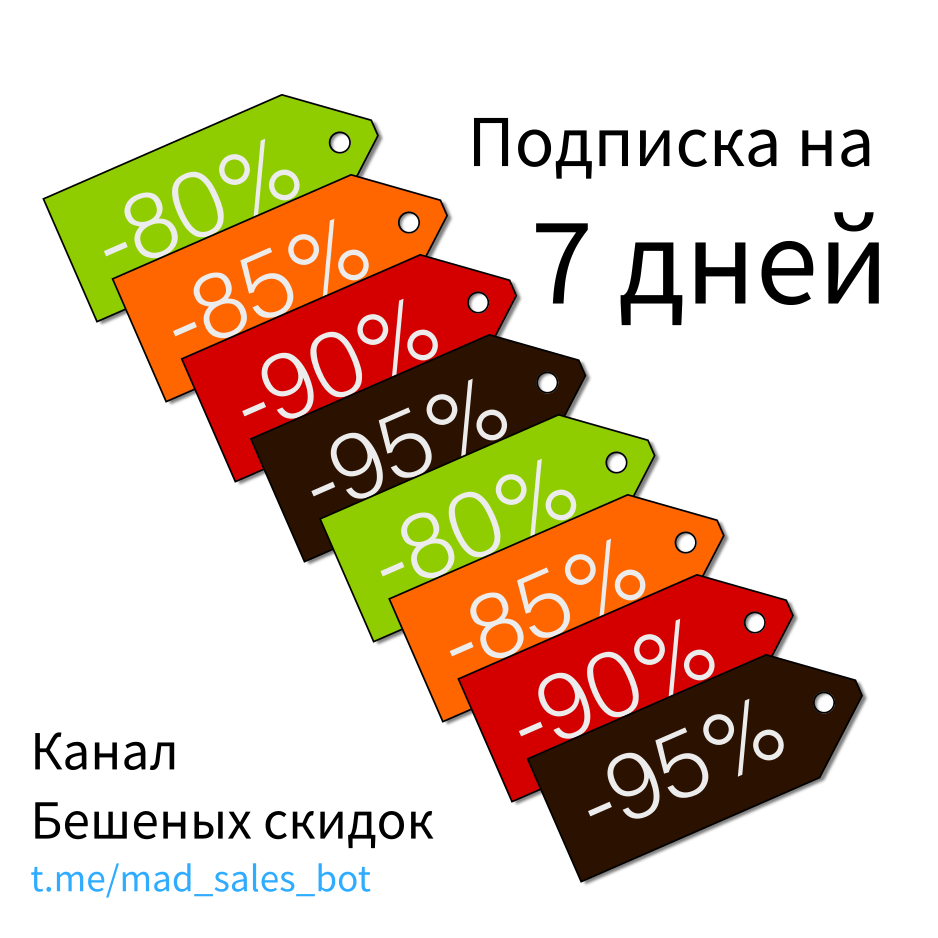 Подписка на
7 дней
-80%
-85%
-90%
-95%
-80%
-85%
-90%
-95%
Канал
Бешеных скидок
t.me/mad_sales_bot